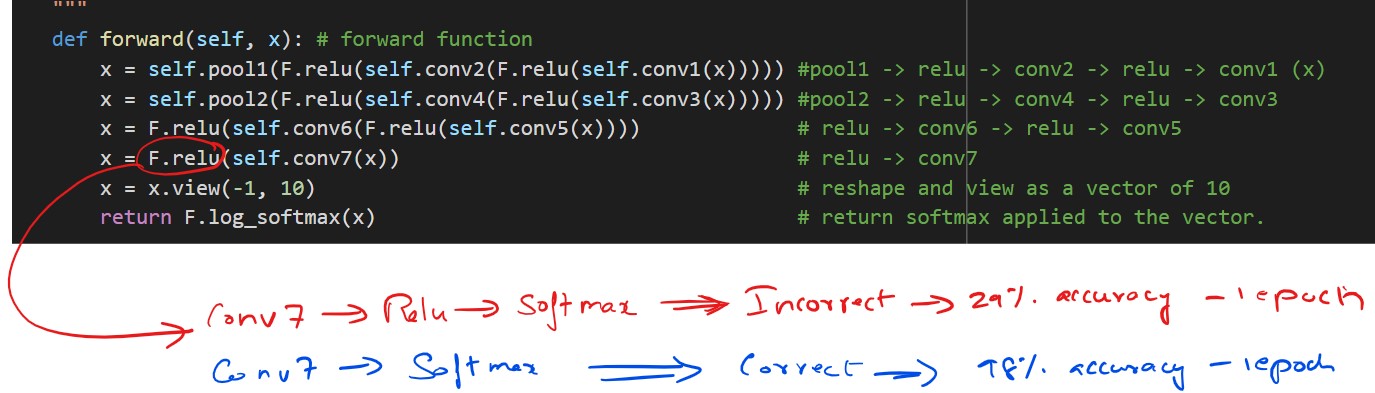 """
def forward(self, x): # forward function
x = self.pool1(F.relu(self.conv2(F.relu(self.conv1(x))))) #pool1 -> relu -> conv2 -> relu -> conv1 (x)
x = self.pool2(F.relu(self.conv4(F.relu(self.conv3(x))))) #pool2 -> relu -> conv4 -> relu -> conv3
x = F.relu(self.conv6(F.relu(self.conv5(x)))) # relu -> conv6 -> relu -> conv5
x = F.relu(self.conv7(x)) # relu -> conv7
x = x.view(-1, 10) # reshape and view as a vector of 10
return F.log_softmax(x) # return softmax applied to the vector.
Conv7 → Relu → Softmax ⟹ Incorrect → 29% accuracy - 1epoch
Conv7 → Softmax ⟹ Correct → 98% accuracy - 1epoch